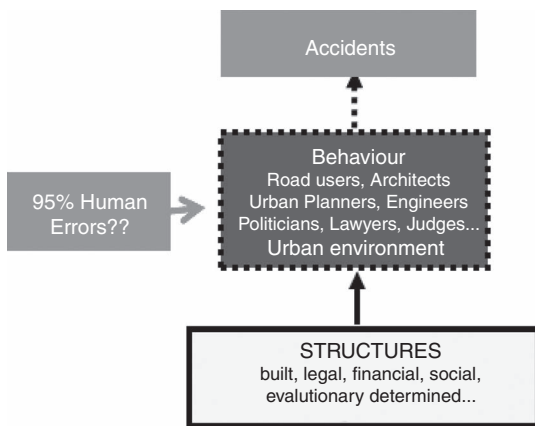 Accidents
Behaviour
Road users, Architects
Urban Planners, Engineers
Politicians, Lawyers, Judges...
Urban environment
95% Human
Errors??
STRUCTURES
built, legal, financial, social,
evalutionary determined...